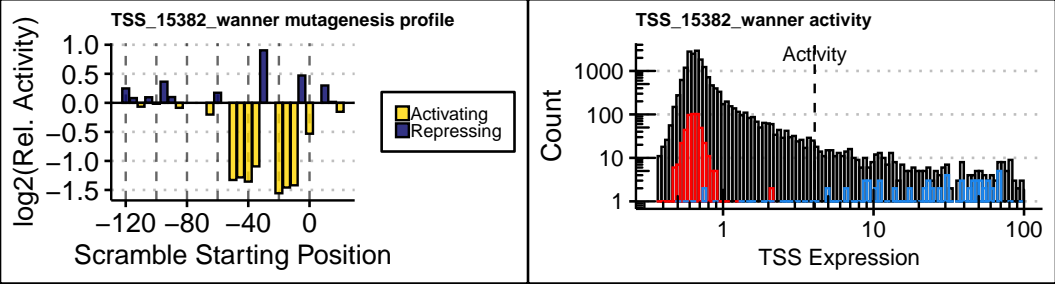 TSS_15382_wanner mutagenesis profile
log2(Rel. Activity)
1.0
0.5
0.0
−0.5
−1.0
−1.5
−120 −80 −40 0
Scramble Starting Position
Activating
Repressing
TSS_15382_wanner activity
Activity
Count
1000
100
10
1
1 10 100
TSS Expression